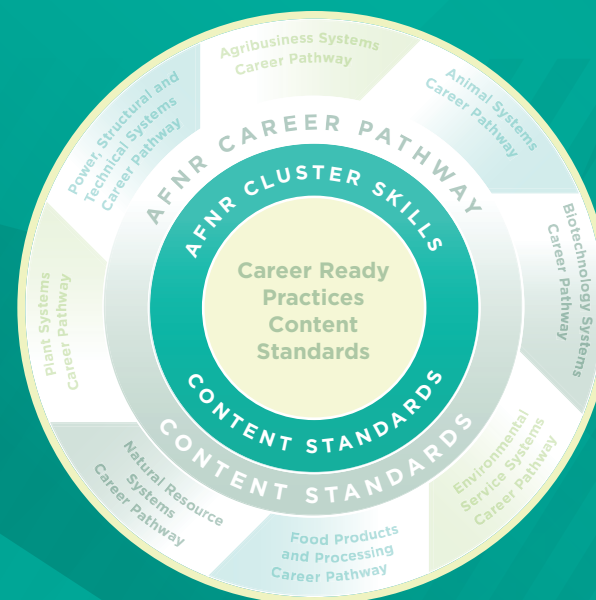 Agribusiness Systems
Career Pathway
Animal Systems
Career Pathway
Biotechnology Systems
Career Pathway
Environmental
Service Systems
Career Pathway
Food Products
and Processing
Career Pathway
Natural Resource
Systems
Career Pathway
Plant Systems
Career Pathway
Power, Structural and
Technical Systems
Career Pathway
AFNR CAREER PATHWAY
CONTENT STANDARDS
AFNR CLUSTER SKILLS
CONTENT STANDARDS
Career Ready
Practices
Content
Standards